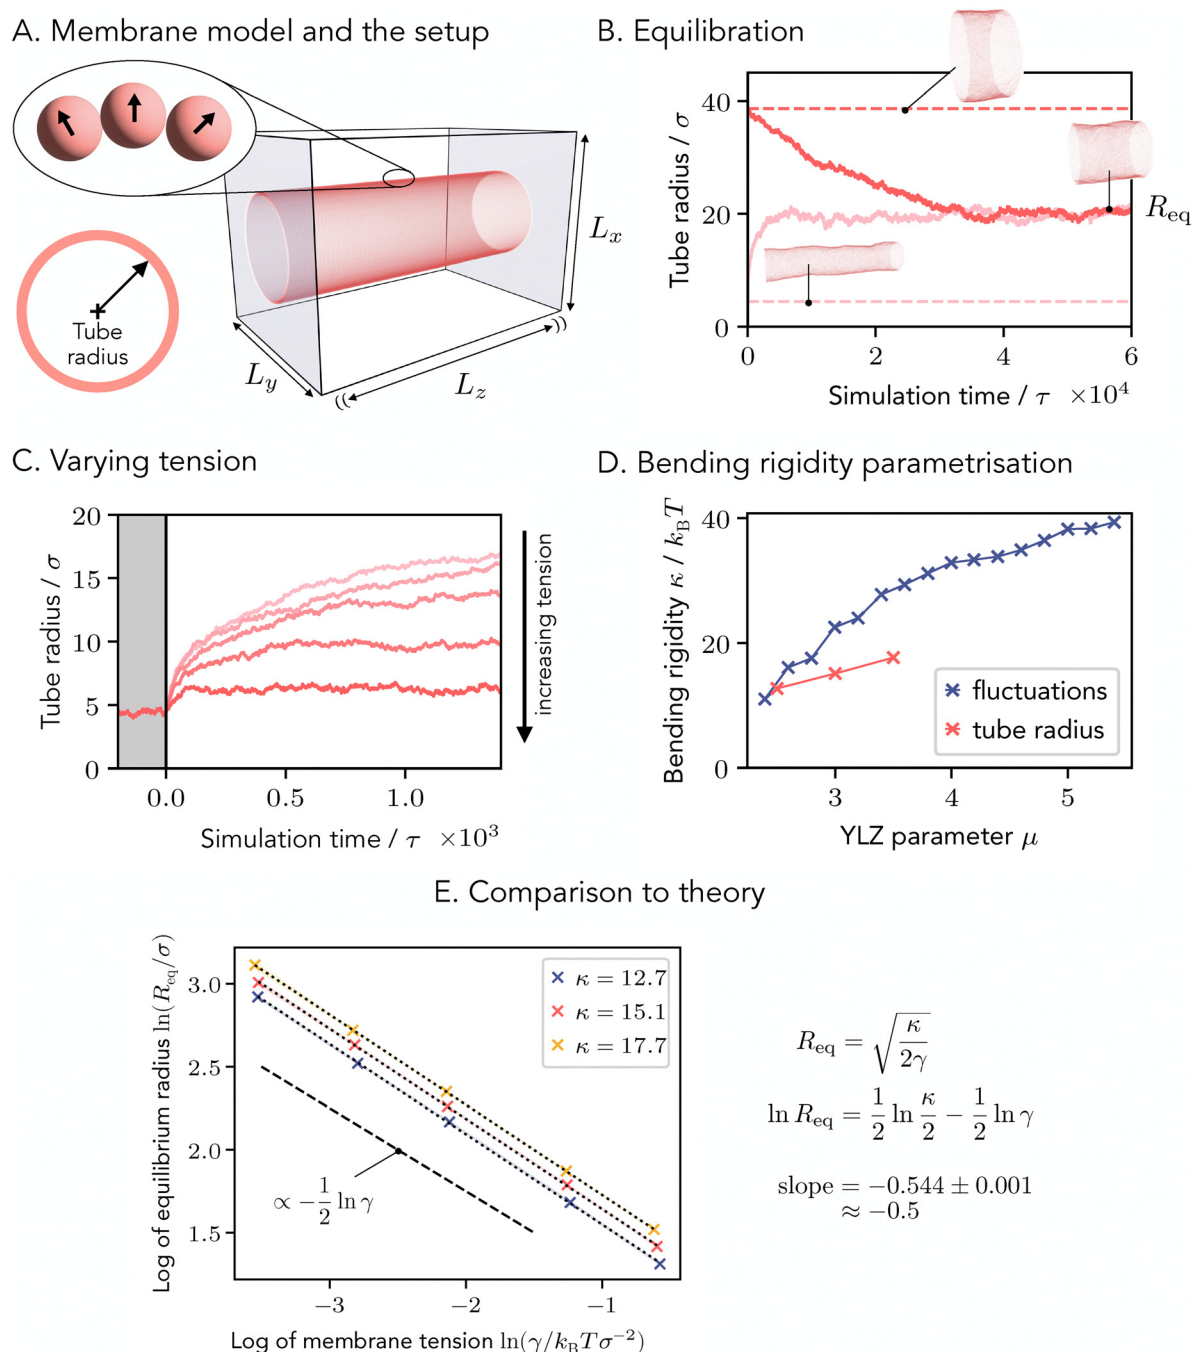 A. Membrane model and the setup
Tube
radius
L_x
L_y
L_z
B. Equilibration
Tube radius / σ
40
20
0
R_eq
0 2 4 6
Simulation time / τ ×10⁴
C. Varying tension
Tube radius / σ
20
15
10
5
0
increasing tension
0.0 0.5 1.0
Simulation time / τ ×10³
D. Bending rigidity parametrisation
Bending rigidity κ / k_BT
40
20
0
fluctuations
tube radius
3 4 5
YLZ parameter μ
E. Comparison to theory
Log of equilibrium radius ln(R_eq/σ)
3.0
2.5
2.0
1.5
κ = 12.7
κ = 15.1
κ = 17.7
∝ −1/2 ln γ
−3 −2 −1
Log of membrane tension ln(γ/k_BTσ⁻²)
R_eq = √(κ/2γ)
ln R_eq = 1/2 ln κ/2 − 1/2 ln γ
slope = −0.544 ± 0.001
≈ −0.5